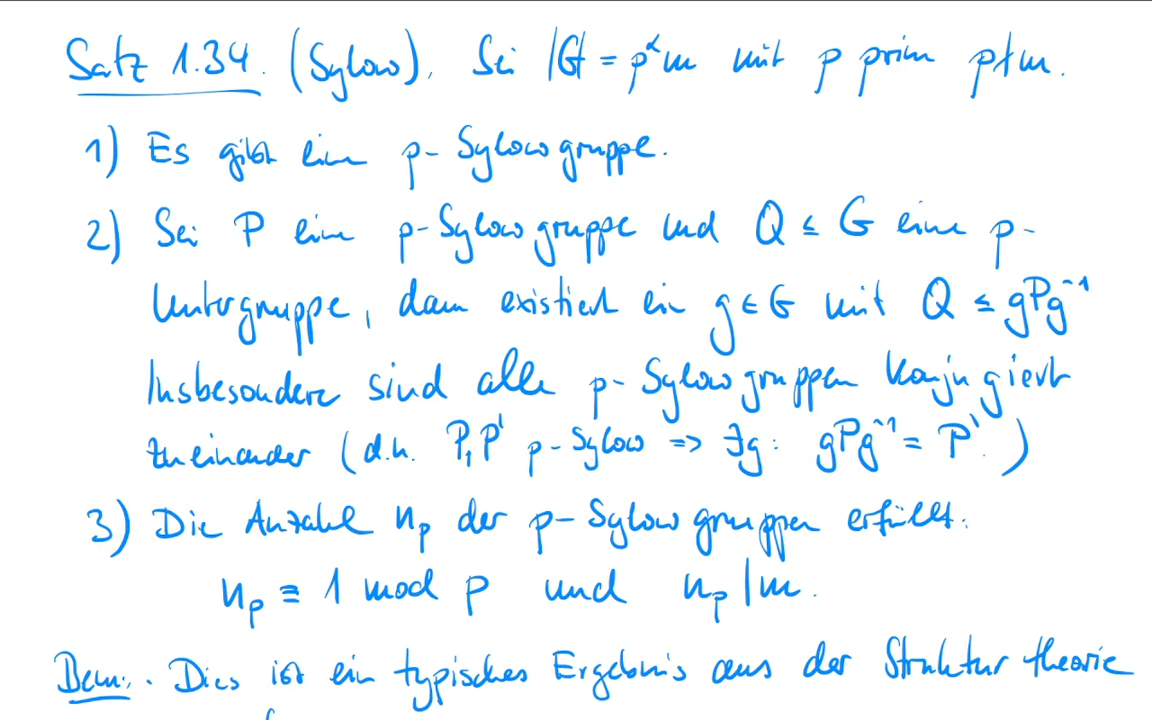 Satz 1.34. (Sylow). Sei |G| = p^α m mit p prim p∤m.
1) Es gibt eine p-Sylowgruppe.
2) Sei P eine p-Sylowgruppe und Q ≤ G eine p-
Untergruppe, dann existiert ein g ∈ G mit Q ≤ gPg⁻¹
Insbesondere sind alle p-Sylowgruppen konjugiert
zueinander (d.h. P, P' p-Sylow => ∃g: gPg⁻¹ = P'.)
3) Die Anzahl n_p der p-Sylowgruppen erfüllt:
n_p ≡ 1 mod p und n_p | m.
Bem.: . Dies ist ein typisches Ergebnis aus der Strukturtheorie